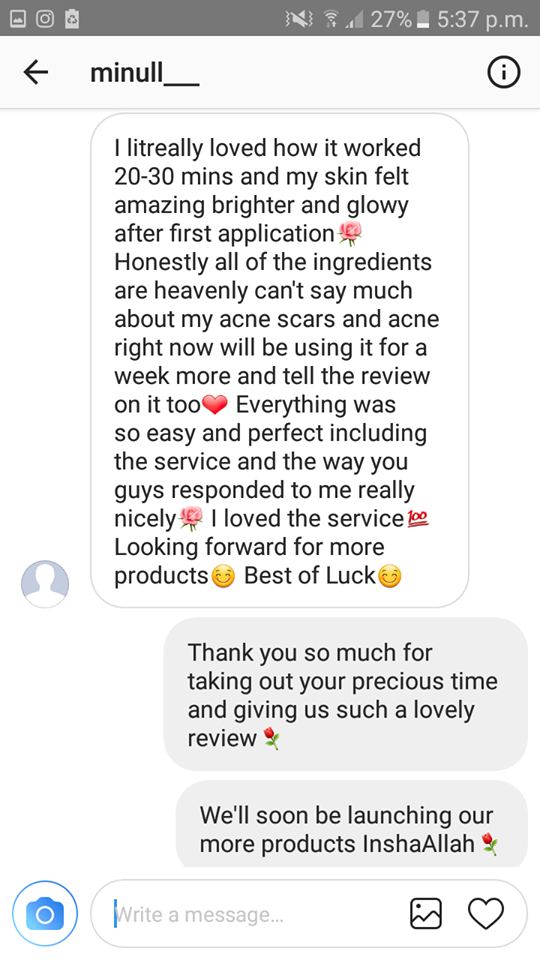 27% 5:37 p.m.
minull___
I litreally loved how it worked
20-30 mins and my skin felt
amazing brighter and glowy
after first application🌹
Honestly all of the ingredients
are heavenly can't say much
about my acne scars and acne
right now will be using it for a
week more and tell the review
on it too❤️ Everything was
so easy and perfect including
the service and the way you
guys responded to me really
nicely🌹 I loved the service💯
Looking forward for more
products😊 Best of Luck😊
Thank you so much for
taking out your precious time
and giving us such a lovely
review 🌹
We'll soon be launching our
more products InshaAllah 🌹
Write a message...